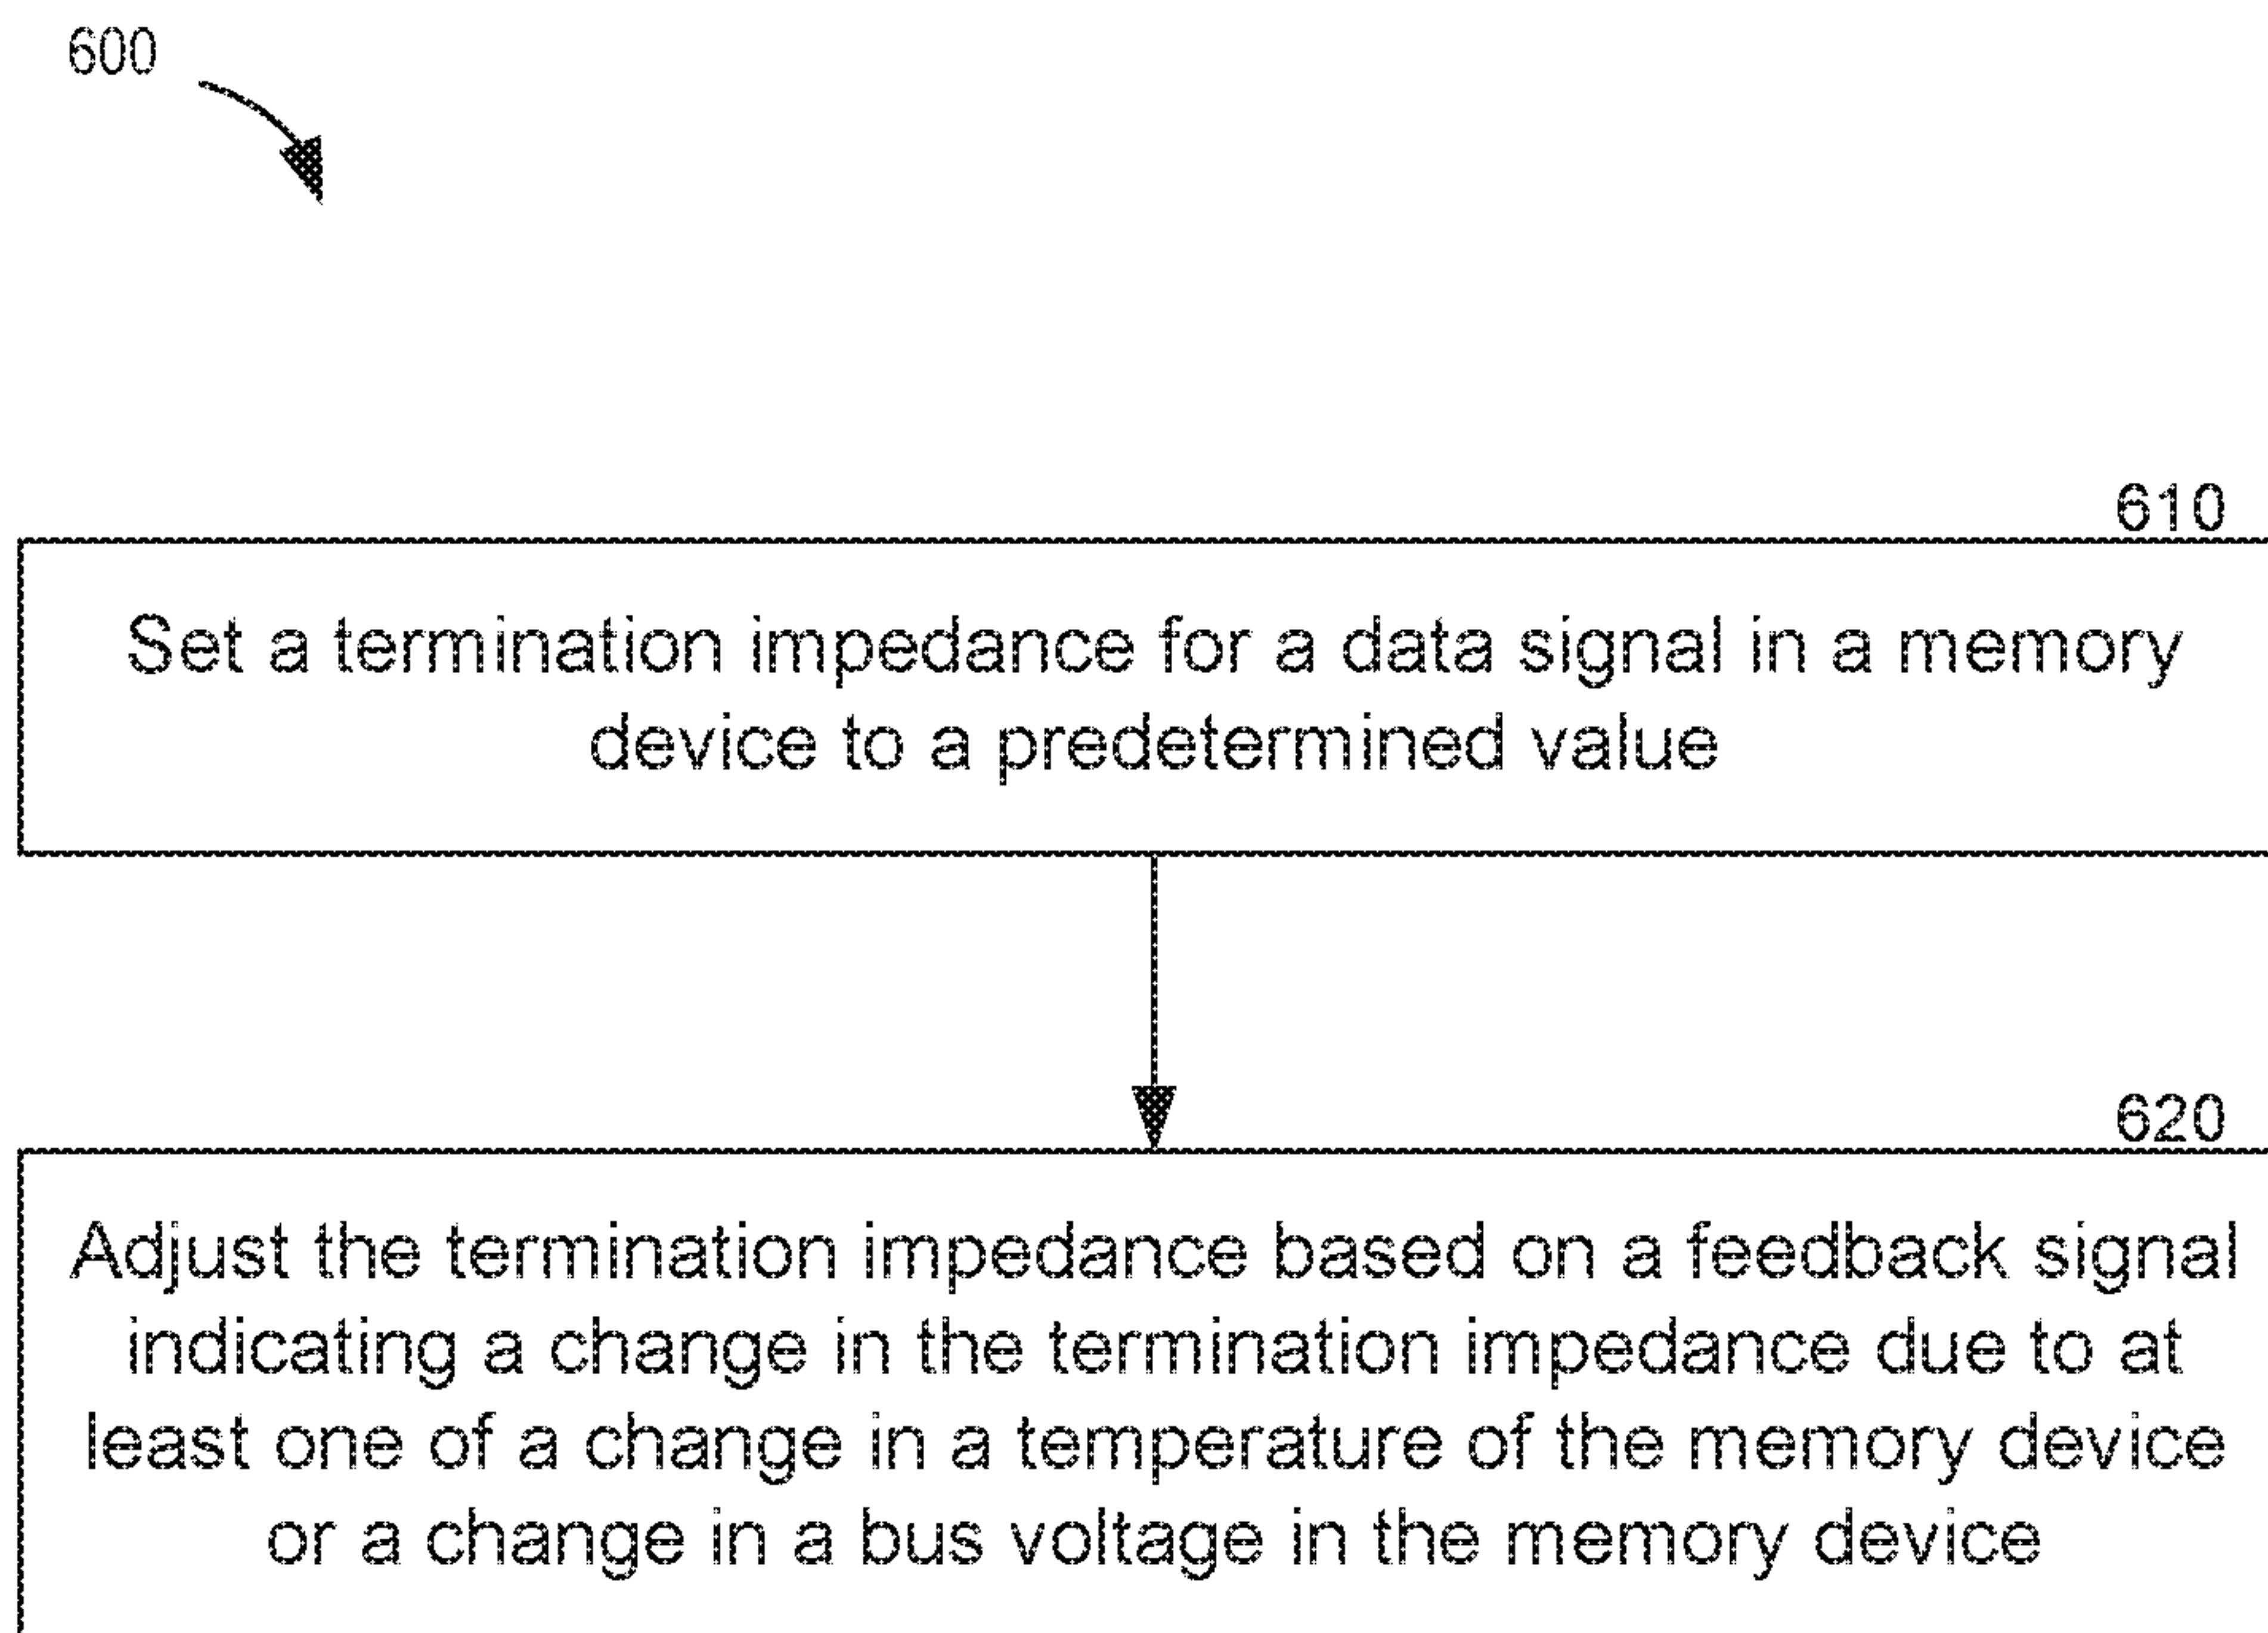 600
610
Set a termination impedance for a data signal in a memory
device to a predetermined value
620
Adjust the termination impedance based on a feedback signal
indicating a change in the termination impedance due to at
least one of a change in a temperature of the memory device
or a change in a bus voltage in the memory device